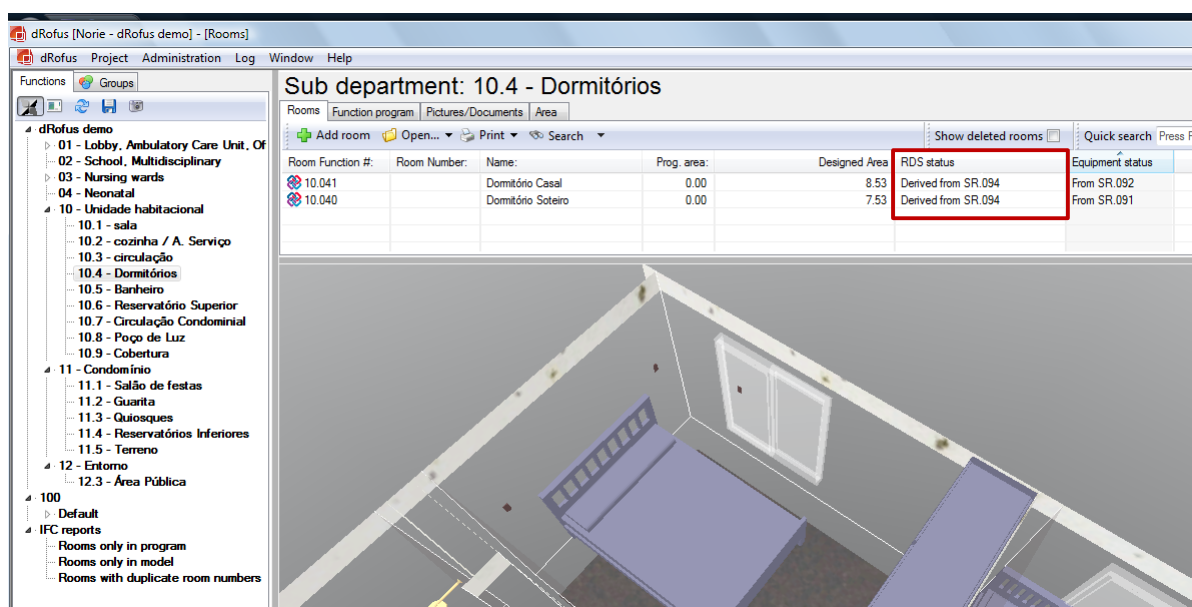 dRofus [Norie - dRofus demo] - [Rooms]
dRofus Project Administration Log Window Help
Functions Groups
dRofus demo
01 - Lobby, Ambulatory Care Unit, Of
02 - School, Multidisciplinary
03 - Nursing wards
04 - Neonatal
10 - Unidade habitacional
10.1 - sala
10.2 - cozinha / A. Serviço
10.3 - circulação
10.4 - Dormitórios
10.5 - Banheiro
10.6 - Reservatório Superior
10.7 - Circulação Condominial
10.8 - Poço de Luz
10.9 - Cobertura
11 - Condomínio
11.1 - Salão de festas
11.2 - Guarita
11.3 - Quiosques
11.4 - Reservatórios Inferiores
11.5 - Terreno
12 - Entorno
12.3 - Área Pública
100
Default
IFC reports
Rooms only in program
Rooms only in model
Rooms with duplicate room numbers
Sub department: 10.4 - Dormitórios
Rooms Function program Pictures/Documents Area
Add room Open... Print Search Show deleted rooms Quick search Press F
Room Function #: Room Number: Name: Prog. area: Designed Area RDS status Equipment status
10.041 Dormitório Casal 0.00 8.53 Derived from SR.094 From SR.092
10.040 Dormitório Soteiro 0.00 7.53 Derived from SR.094 From SR.091